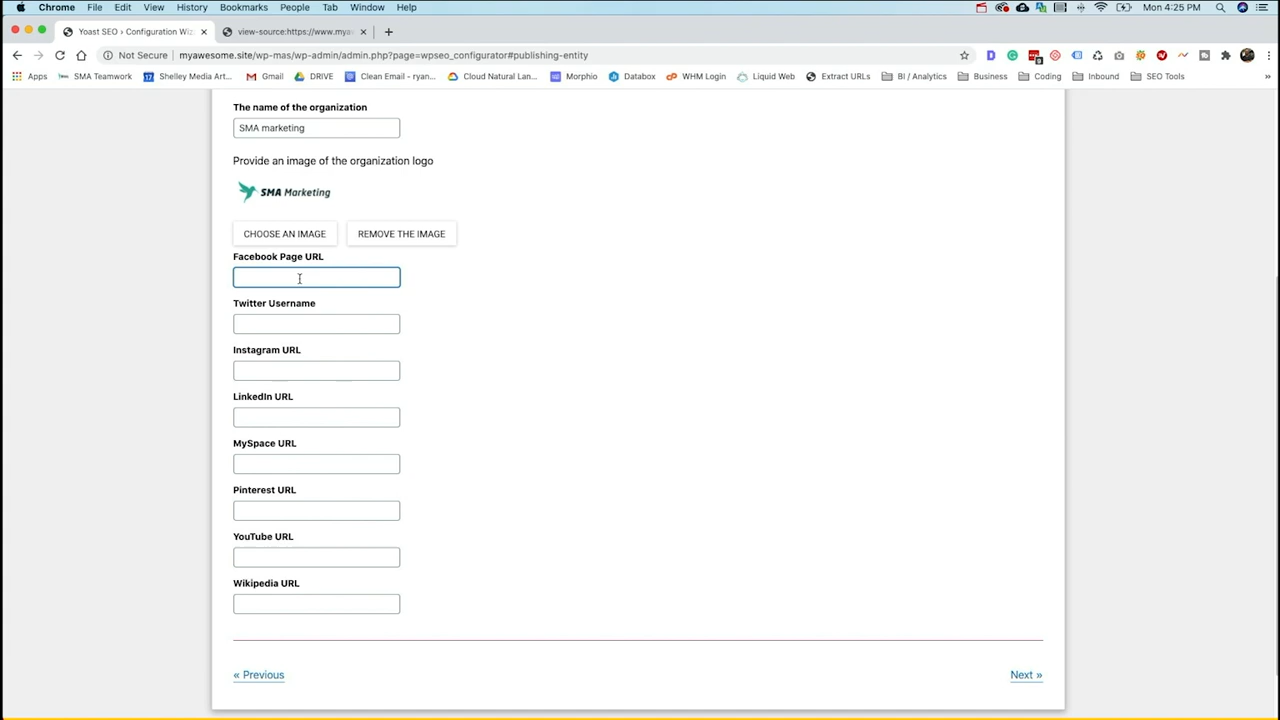 Chrome File Edit View History Bookmarks People Tab Window Help Mon 4:25 PM
Yoast SEO › Configuration Wiz view-source:https://www.mya
Not Secure myawesome.site/wp-mas/wp-admin/admin.php?page=wpseo_configurator#publishing-entity
Apps SMA Teamwork 17 Shelley Media Art... Gmail DRIVE Clean Email - ryan... Cloud Natural Lan... Morphio Databox WHM Login Liquid Web Extract URLs BI / Analytics Business Coding Inbound SEO Tools »
The name of the organization
SMA marketing
Provide an image of the organization logo
SMA Marketing
CHOOSE AN IMAGE REMOVE THE IMAGE
Facebook Page URL
Twitter Username
Instagram URL
LinkedIn URL
MySpace URL
Pinterest URL
YouTube URL
Wikipedia URL
« Previous Next »